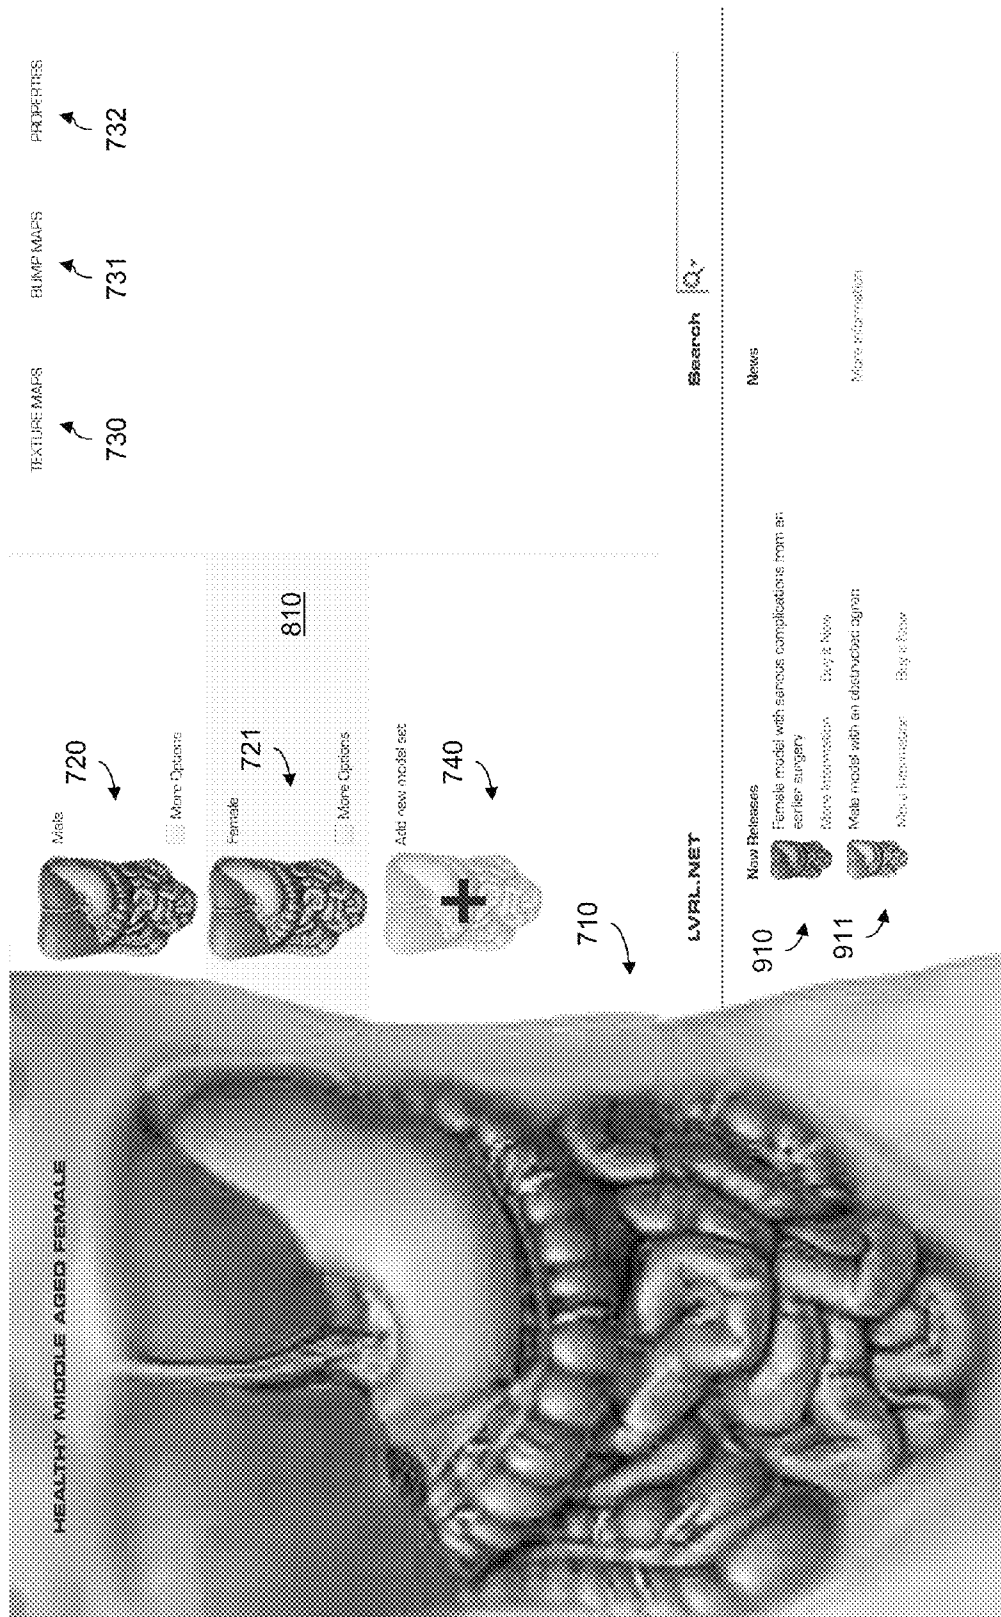 HEALTHY MIDDLE AGED FEMALE
Male
720
More Options
Female
721
810
More Options
Add new model set
740
710
TEXTURE MAPS
730
BUMP MAPS
731
PROPERTIES
732
LVRL.NET
Search
New Releases
910
Female model with serious complications from an
earlier surgery
More Information
Buy it Now
911
Male model with an obstructed organ
More Information
Buy it Now
News
More information